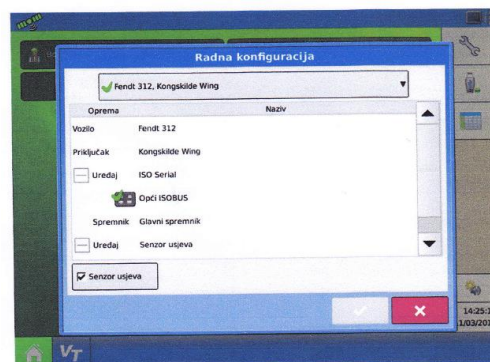 Radna konfiguracija
Fendt 312, Kongskilde Wing
Oprema Naziv
Vozilo Fendt 312
Priključak Kongskilde Wing
Uređaj ISO Serial
Opći ISOBUS
Spremnik Glavni spremnik
Uređaj Senzor usjeva
Senzor usjeva
14:25:1
1/03/201
VT